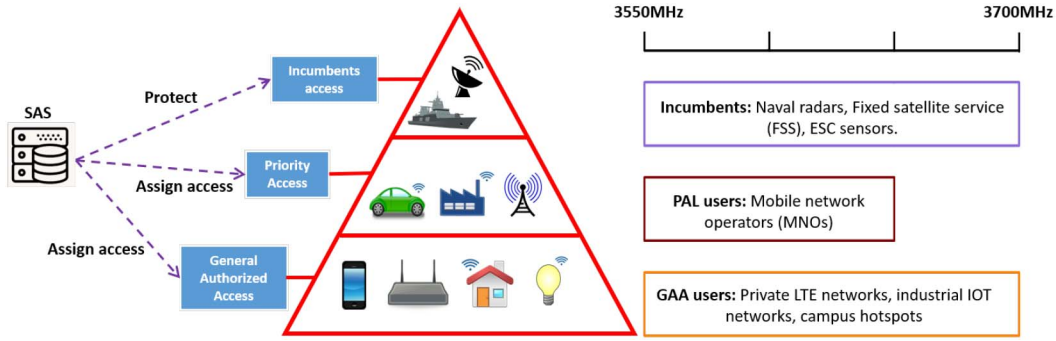 3550MHz
3700MHz
SAS
Protect
Assign access
Assign access
Incumbents
access
Priority
Access
General
Authorized
Access
Incumbents: Naval radars, Fixed satellite service
(FSS), ESC sensors.
PAL users: Mobile network
operators (MNOs)
GAA users: Private LTE networks, industrial IOT
networks, campus hotspots